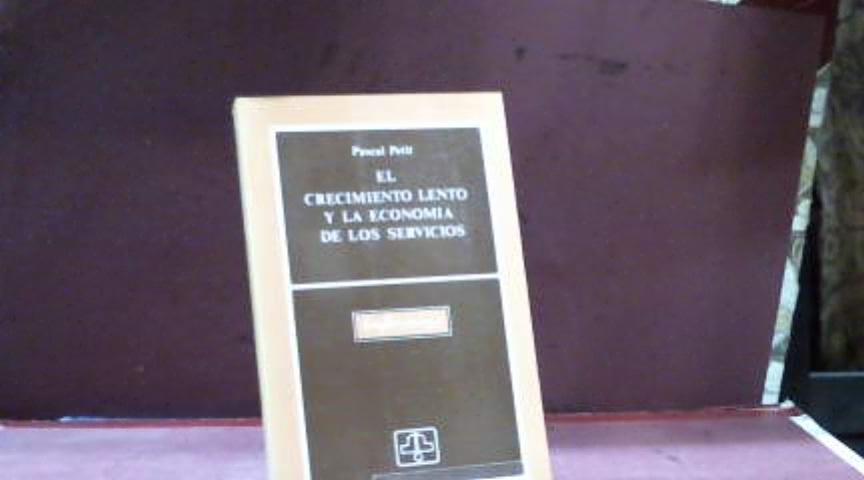 Pascal Petit
EL
CRECIMIENTO LENTO
Y LA ECONOMIA
DE LOS SERVICIOS